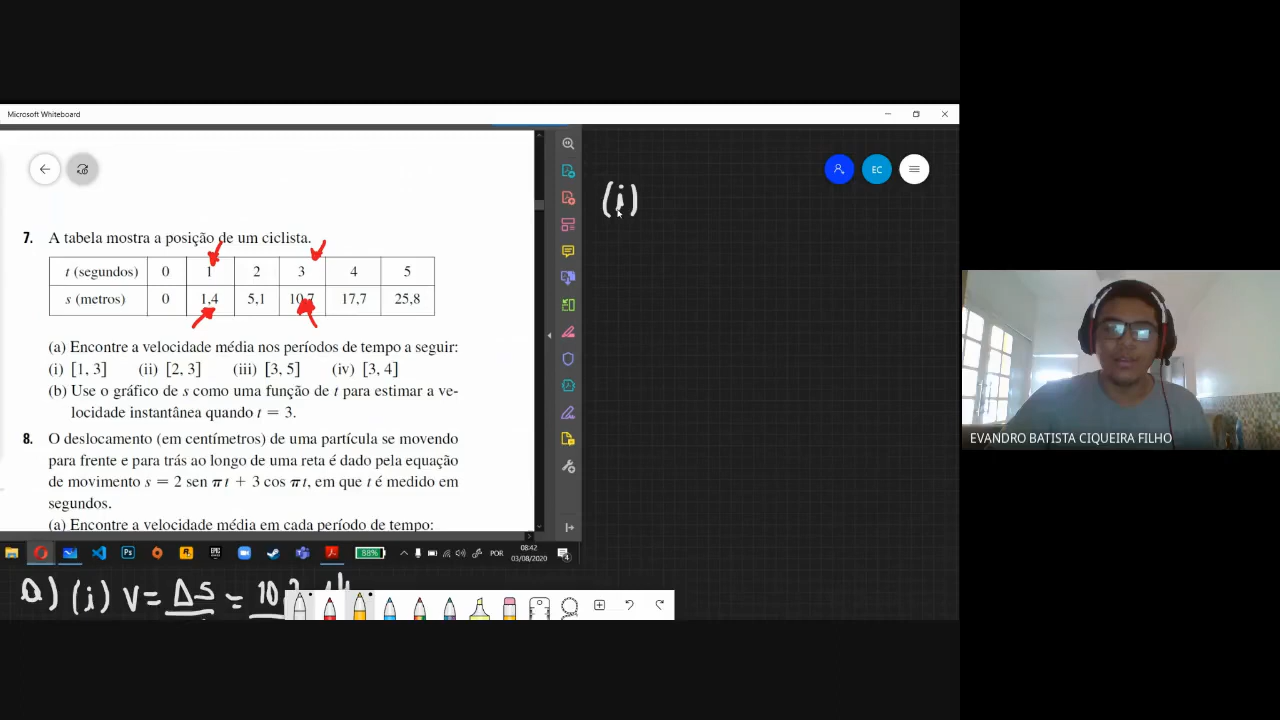 Microsoft Whiteboard
EC
(i)
7. A tabela mostra a posição de um ciclista.
t (segundos) 0 1 2 3 4 5
s (metros) 0 1,4 5,1 10,7 17,7 25,8
(a) Encontre a velocidade média nos períodos de tempo a seguir:
(i) [1, 3] (ii) [2, 3] (iii) [3, 5] (iv) [3, 4]
(b) Use o gráfico de s como uma função de t para estimar a ve-
locidade instantânea quando t = 3.
8. O deslocamento (em centímetros) de uma partícula se movendo
para frente e para trás ao longo de uma reta é dado pela equação
de movimento s = 2 sen πt + 3 cos πt, em que t é medido em
segundos.
(a) Encontre a velocidade média em cada período de tempo:
EVANDRO BATISTA CIQUEIRA FILHO
Ps
EPIC
88%
POR
08:42
03/08/2020
4
a) (i) V = ΔS =